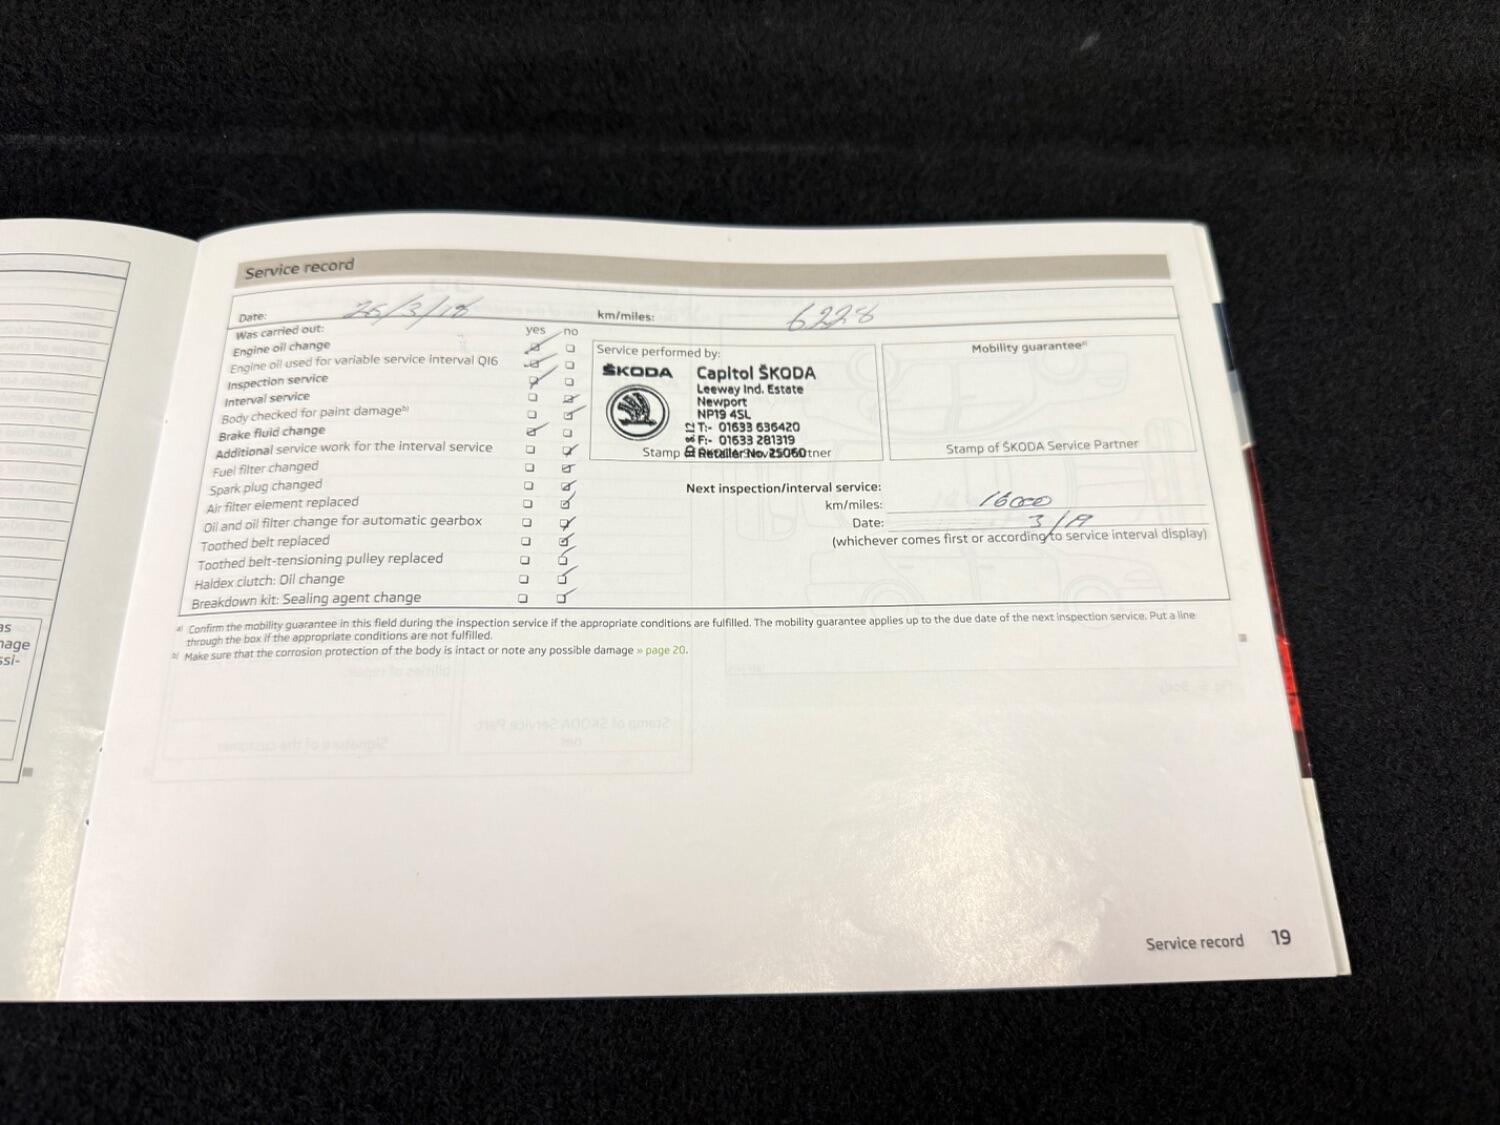 Service record
Date: 26/3/18 km/miles: 6228
Was carried out: yes no
Engine oil change
Engine oil used for variable service interval QI6
Inspection service
Interval service
Body checked for paint damage b)
Brake fluid change
Additional service work for the interval service
Fuel filter changed
Spark plug changed
Air filter element replaced
Oil and oil filter change for automatic gearbox
Toothed belt replaced
Toothed belt-tensioning pulley replaced
Haldex clutch: Oil change
Breakdown kit: Sealing agent change
Service performed by:
ŠKODA
Capitol ŠKODA
Leeway Ind. Estate
Newport
NP19 4SL
T:- 01633 636420
F:- 01633 281319
Retailer No. 25060
Stamp
Mobility guarantee a)
Stamp of ŠKODA Service Partner
Next inspection/interval service:
km/miles: 16000
Date: 3/19
(whichever comes first or according to service interval display)
a) Confirm the mobility guarantee in this field during the inspection service if the appropriate conditions are fulfilled. The mobility guarantee applies up to the due date of the next inspection service. Put a line
through the box if the appropriate conditions are not fulfilled.
b) Make sure that the corrosion protection of the body is intact or note any possible damage » page 20.
Service record 19